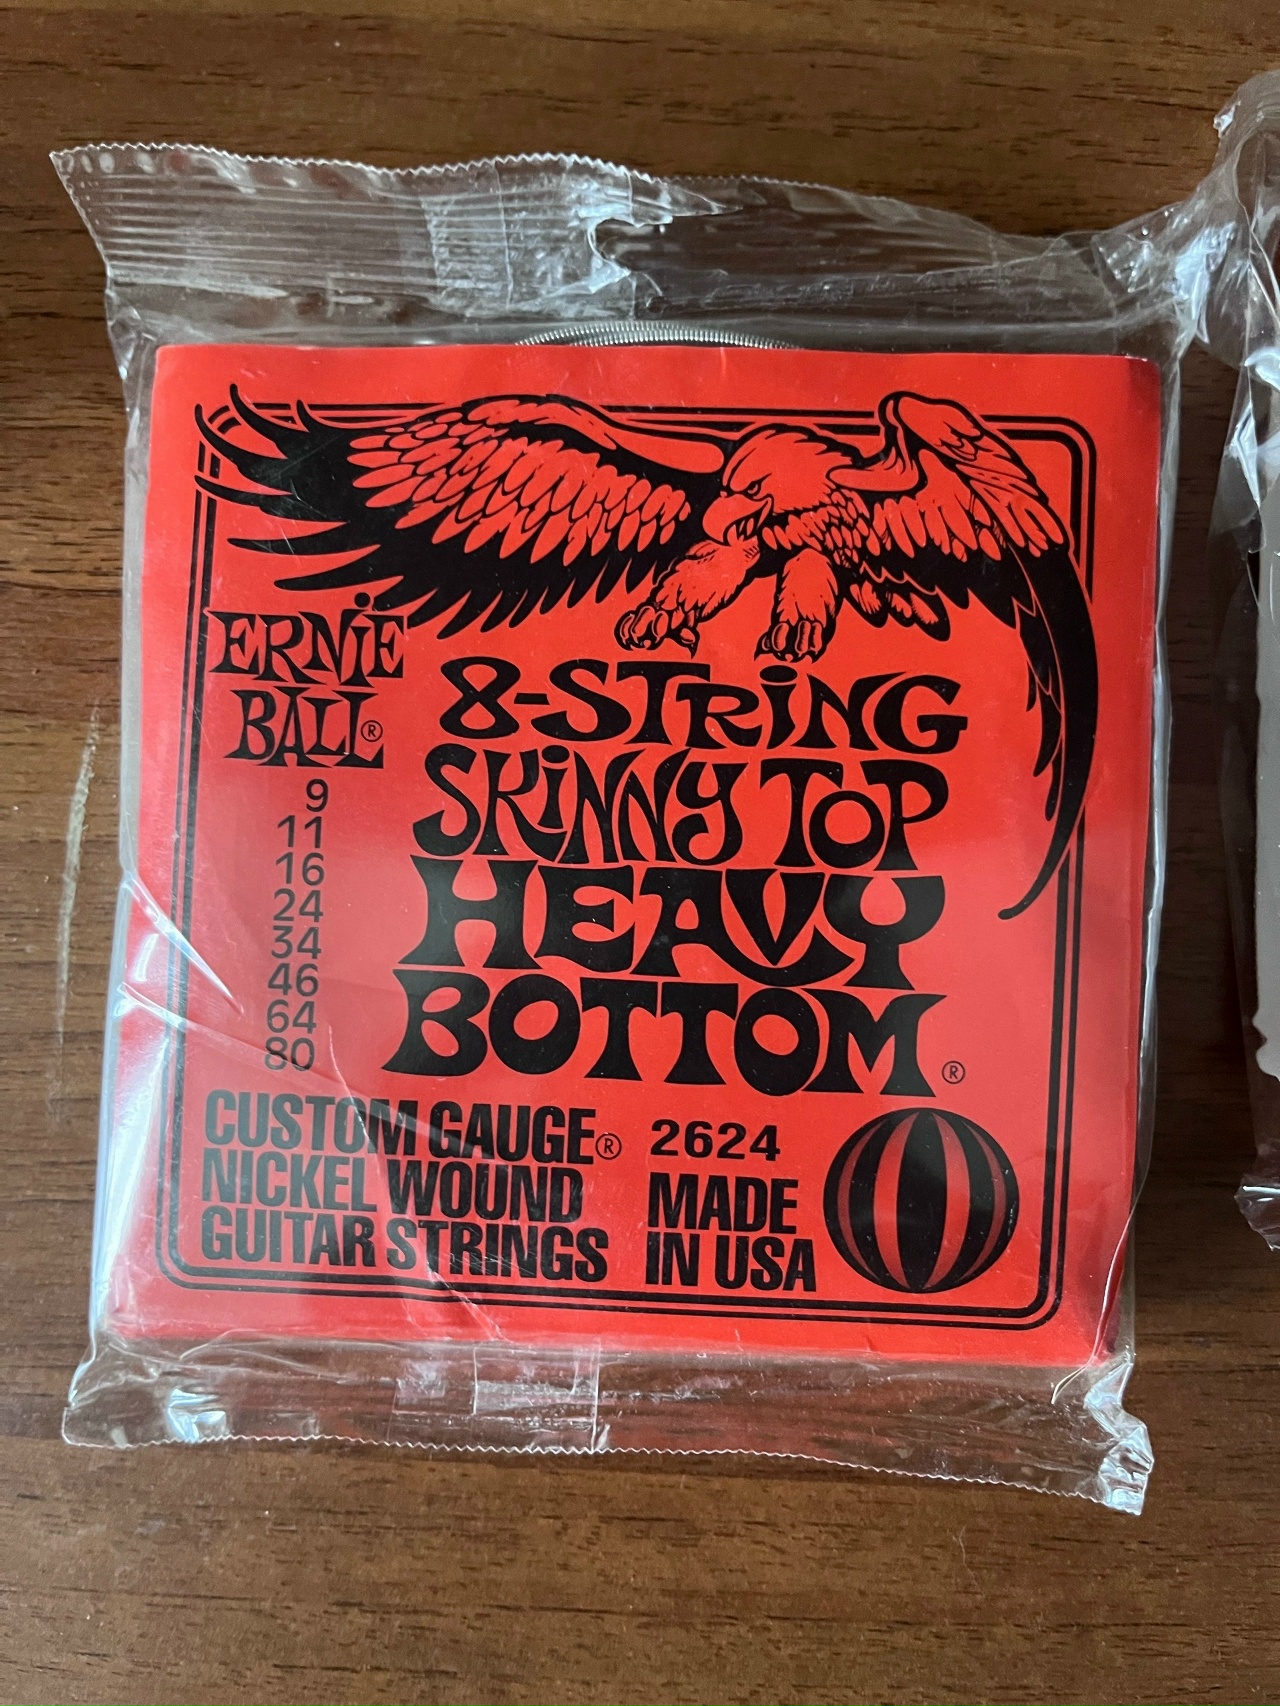 ERNiE
BALL®
8-STRiNG
SKiNNY TOP
HEAVY
BOTTOM®
9
11
16
24
34
46
64
80
CUSTOM GAUGE®
NICKEL WOUND
GUITAR STRINGS
2624
MADE
IN USA